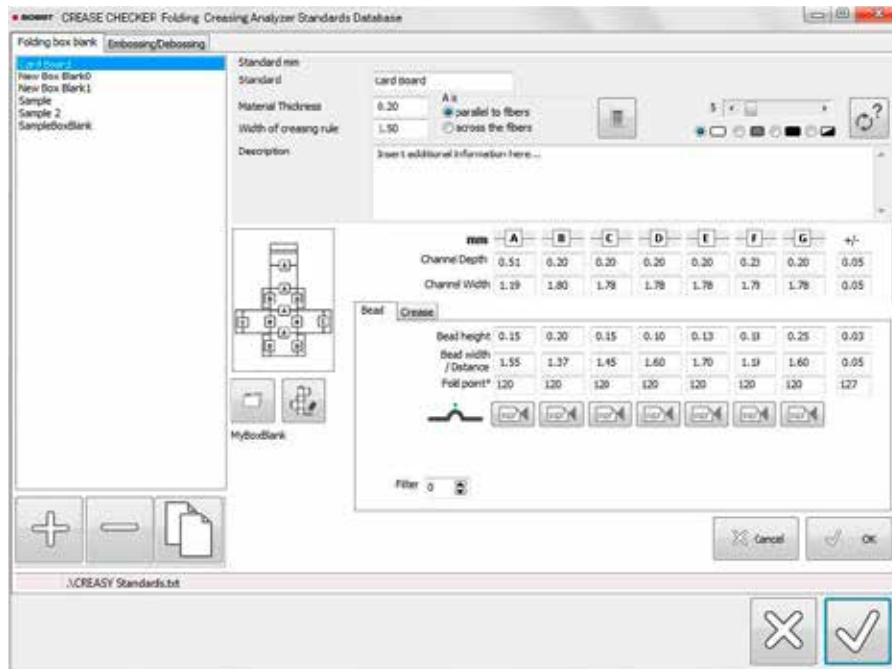 CREASE CHECKER Folding Creasing Analyzer Standards Database
Folding box blank Embossing/Debossing
Card Board
New Box Blank0
New Box Blank1
Sample
Sample 2
SampleBoxBlank
Standard mm
Standard Card Board
Material Thickness 0.20
A is
parallel to fibers
across the fibers
5
?
Width of creasing rule 1.50
Description Insert additional information here...
mm A B C D E F G +/-
Channel Depth 0.51 0.20 0.20 0.20 0.20 0.20 0.05
Channel Width 1.19 1.80 1.78 1.78 1.78 1.78 1.78 0.05
Bead Crease
Bead height 0.15 0.20 0.15 0.10 0.13 0.25 0.03
Bead width
/ Distance 1.55 1.37 1.45 1.60 1.70 1.60 0.05
Fold point° 120 120 120 120 120 120 120 127
MyBoxBlank
Filter 0
Cancel OK
.\CREASY Standards.txt